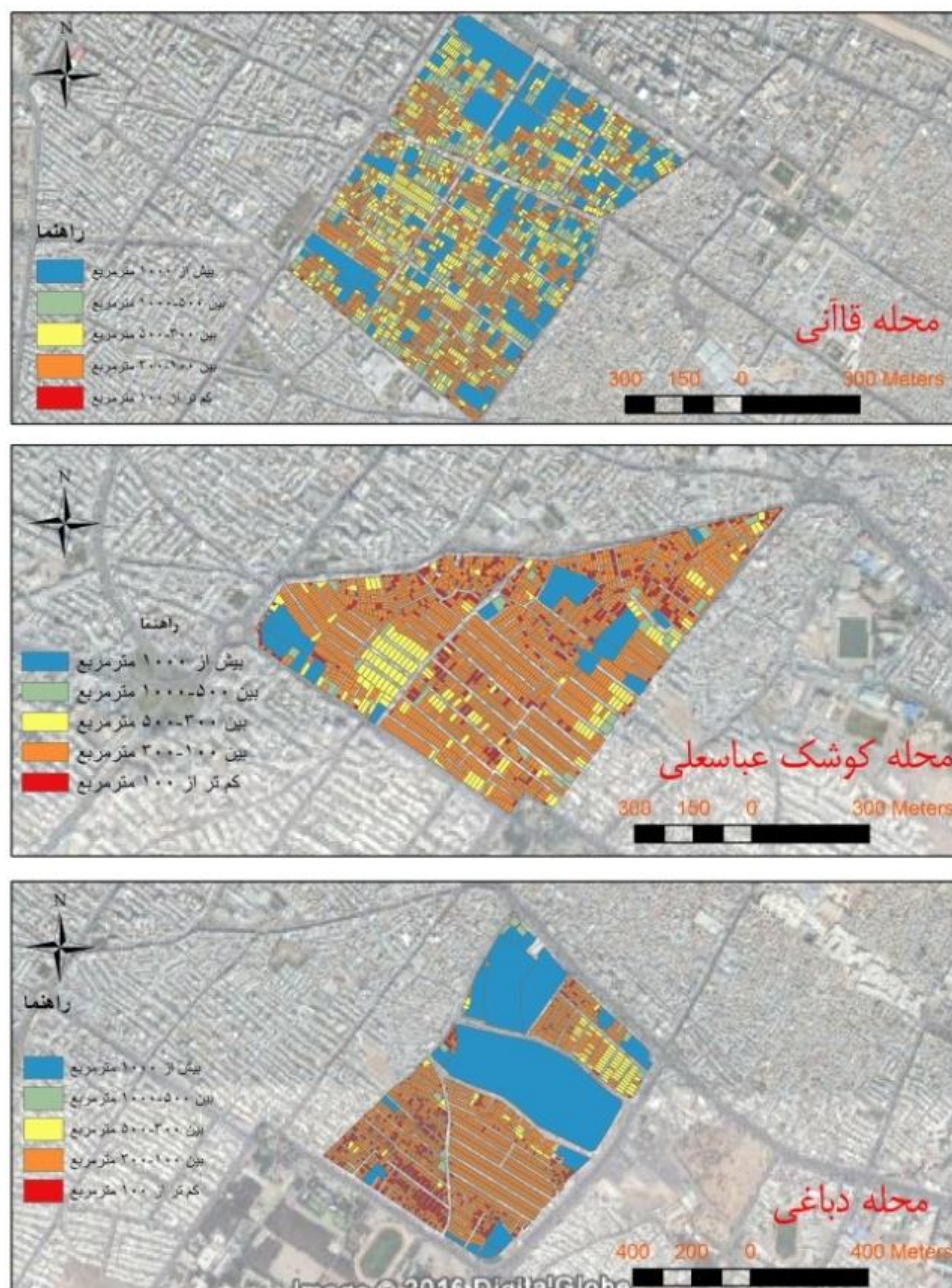 N
راهنما
بیش از ۱۰۰۰ مترمربع
بین ۵۰۰-۱۰۰۰ مترمربع
بین ۳۰۰-۵۰۰ مترمربع
بین ۱۰۰-۳۰۰ مترمربع
کم تر از ۱۰۰ مترمربع
محله قاآنی
300 150 0 300 Meters
N
راهنما
بیش از ۱۰۰۰ مترمربع
بین ۵۰۰-۱۰۰۰ مترمربع
بین ۳۰۰-۵۰۰ مترمربع
بین ۱۰۰-۳۰۰ مترمربع
کم تر از ۱۰۰ مترمربع
محله کوشک عباسعلی
300 150 0 300 Meters
N
راهنما
بیش از ۱۰۰۰ مترمربع
بین ۵۰۰-۱۰۰۰ مترمربع
بین ۳۰۰-۵۰۰ مترمربع
بین ۱۰۰-۳۰۰ مترمربع
کم تر از ۱۰۰ مترمربع
محله دباغی
400 200 0 400 Meters
Image © 2016 DigitalGlobe